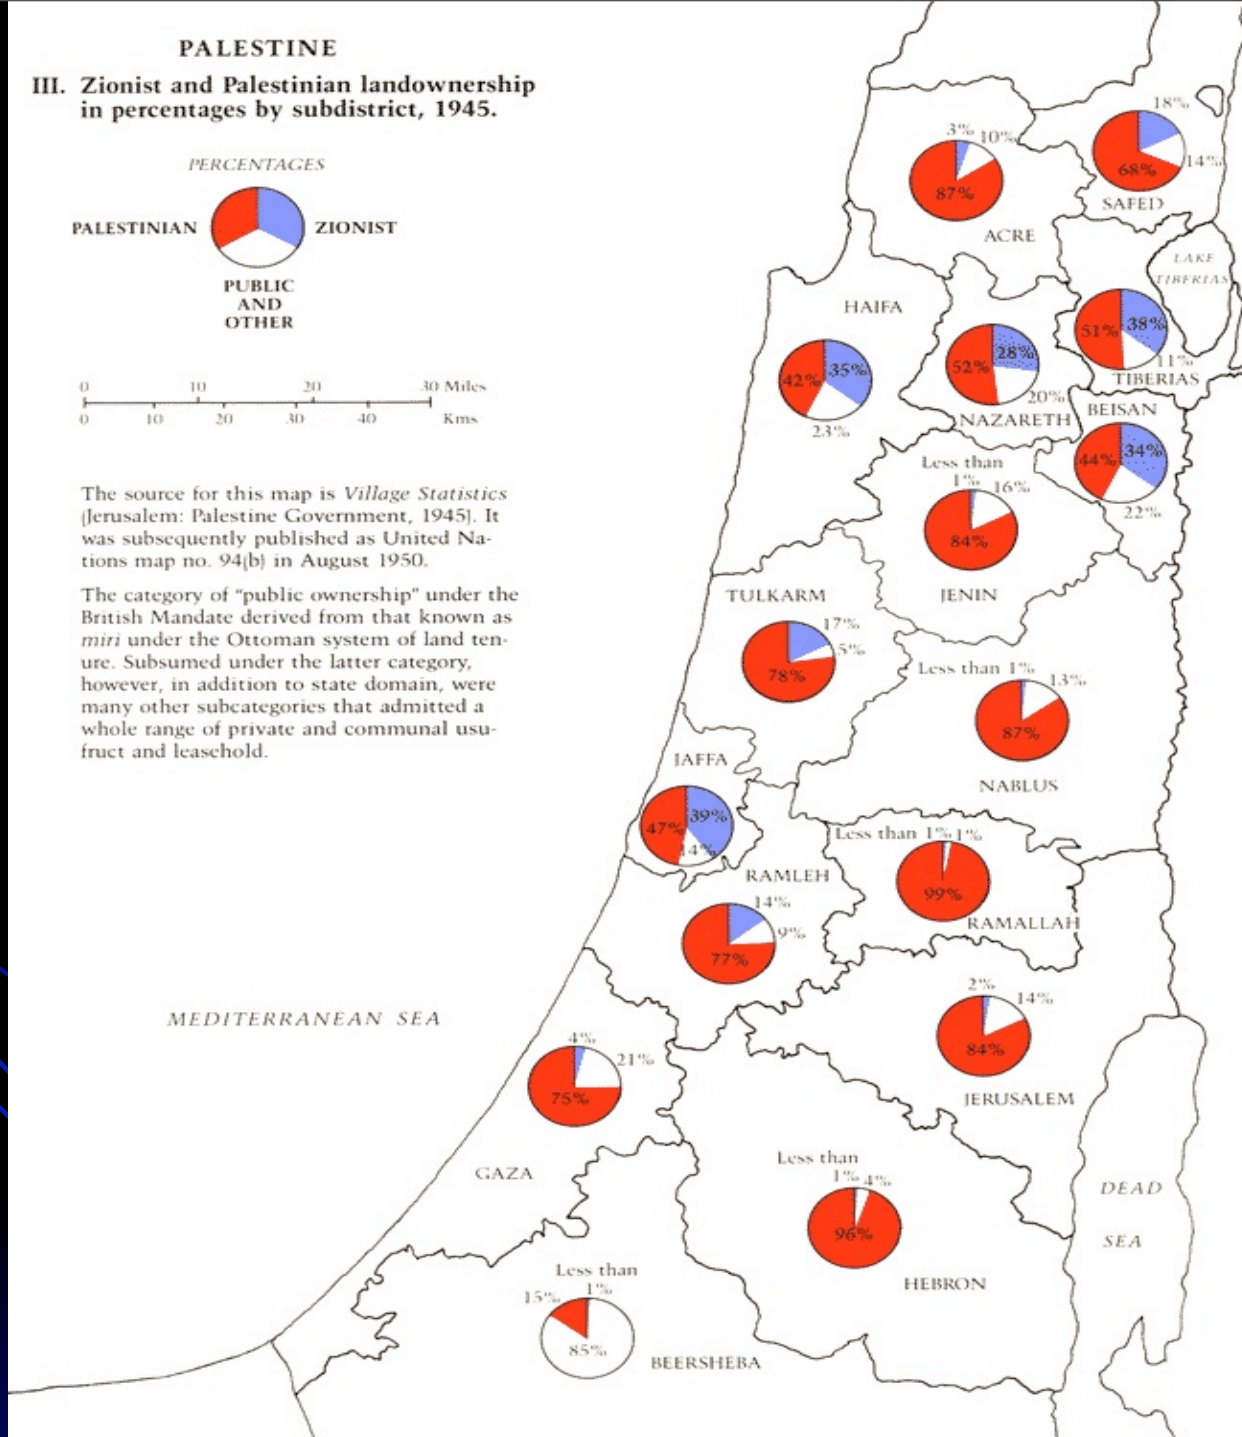 PALESTINE
III. Zionist and Palestinian landownership
in percentages by subdistrict, 1945.
PERCENTAGES
PALESTINIAN
ZIONIST
PUBLIC
AND
OTHER
0 10 20 30 Miles
0 10 20 30 40 Kms
The source for this map is Village Statistics
(Jerusalem: Palestine Government, 1945). It
was subsequently published as United Na-
tions map no. 94(b) in August 1950.
The category of "public ownership" under the
British Mandate derived from that known as
miri under the Ottoman system of land ten-
ure. Subsumed under the latter category,
however, in addition to state domain, were
many other subcategories that admitted a
whole range of private and communal usu-
fruct and leasehold.
18%
14%
68%
SAFED
3% 10%
87%
ACRE
LAKE
TIBERIAS
HAIFA
42% 35%
23%
52% 28%
20%
NAZARETH
51% 38%
11%
TIBERIAS
BEISAN
44% 34%
22%
Less than
1% 16%
84%
JENIN
TULKARM
17%
5%
78%
Less than 1%
13%
87%
NABLUS
JAFFA
47% 39%
14%
Less than 1% 1%
99%
RAMALLAH
RAMLEH
14%
9%
77%
MEDITERRANEAN SEA
2%
14%
84%
JERUSALEM
4%
21%
75%
GAZA
Less than
1% 4%
96%
HEBRON
DEAD
SEA
Less than
15% 1%
85%
BEERSHEBA